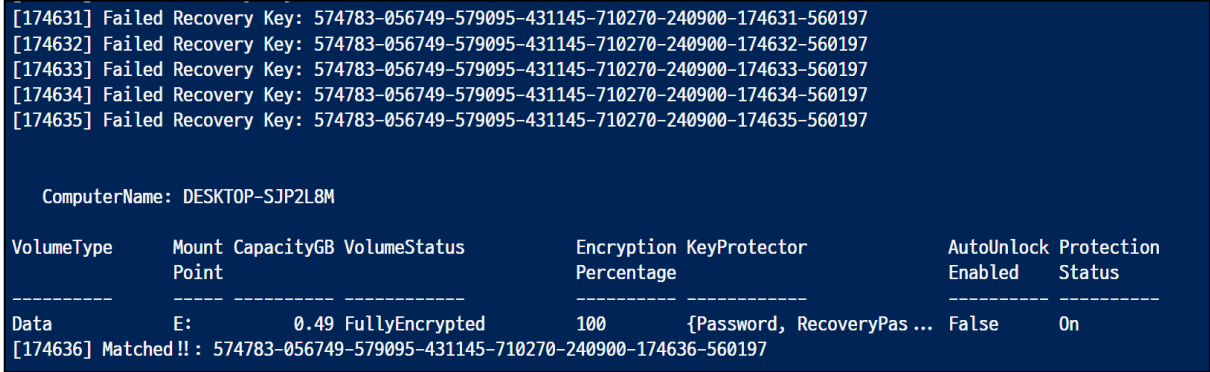 [174631] Failed Recovery Key: 574783-056749-579095-431145-710270-240900-174631-560197
[174632] Failed Recovery Key: 574783-056749-579095-431145-710270-240900-174632-560197
[174633] Failed Recovery Key: 574783-056749-579095-431145-710270-240900-174633-560197
[174634] Failed Recovery Key: 574783-056749-579095-431145-710270-240900-174634-560197
[174635] Failed Recovery Key: 574783-056749-579095-431145-710270-240900-174635-560197
ComputerName: DESKTOP-SJP2L8M
VolumeType Mount CapacityGB VolumeStatus Encryption KeyProtector AutoUnlock Protection
Point Percentage Enabled Status
---------- ----- ---------- ------------ ---------- ------------ ---------- ----------
Data E: 0.49 FullyEncrypted 100 {Password, RecoveryPas... False On
[174636] Matched!!: 574783-056749-579095-431145-710270-240900-174636-560197